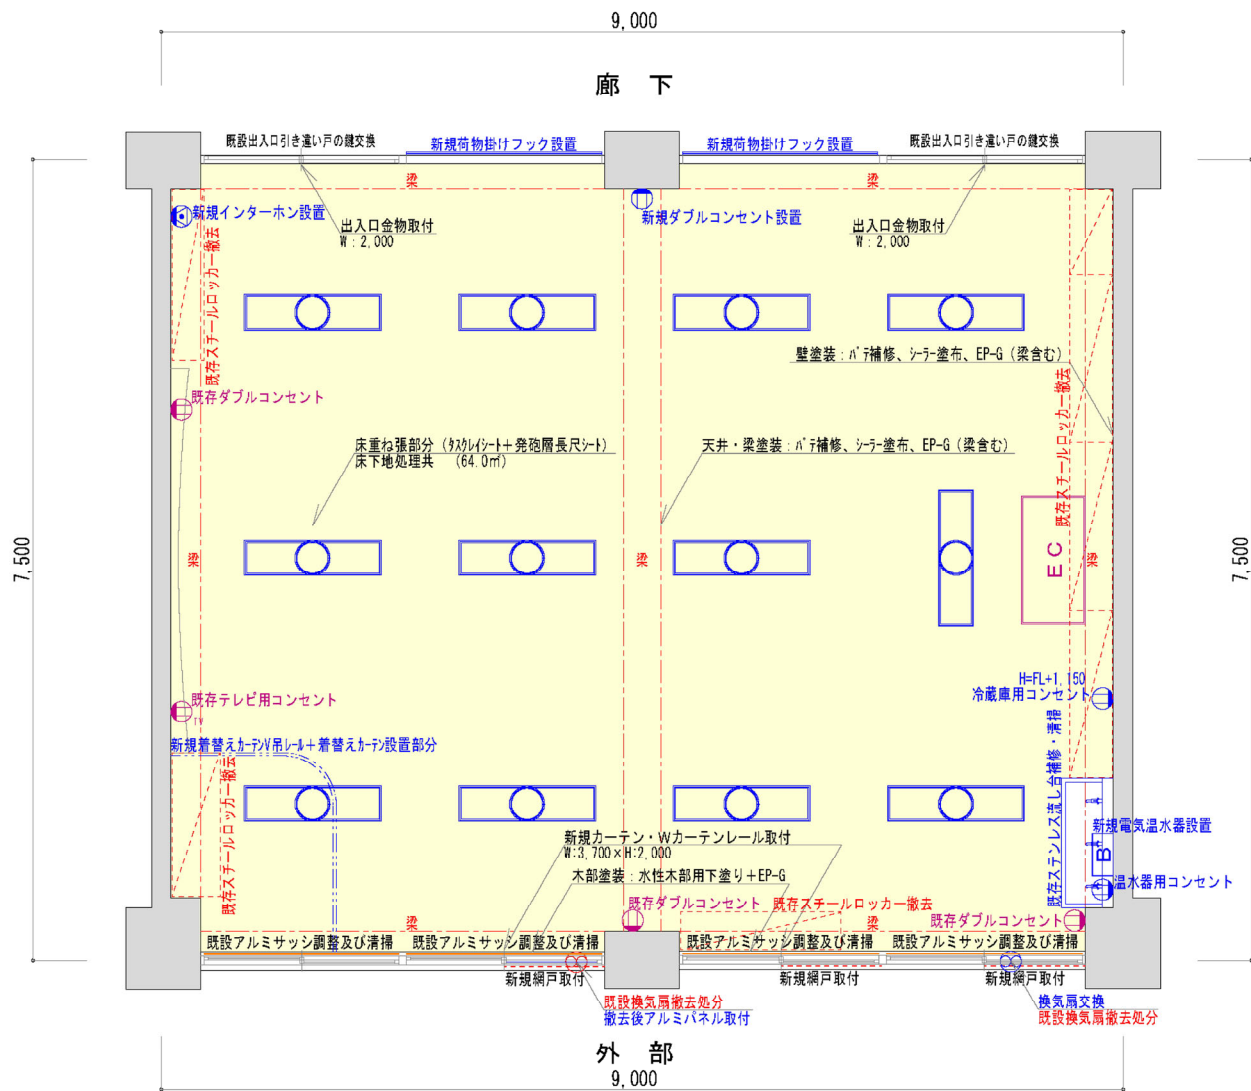 9,000
廊 下
既設出入口引き違い戸の鍵交換
新規荷物掛けフック設置
新規荷物掛けフック設置
既設出入口引き違い戸の鍵交換
梁
梁
新規インターホン設置
新規ダブルコンセント設置
出入口金物取付
W:2,000
出入口金物取付
W:2,000
既存スチールロッカー撤去
壁塗装:パテ補修、シーラー塗布、EP-G(梁含む)
既存スチールロッカー撤去
既存ダブルコンセント
床重ね張部分(タスクレイシート+発砲層長尺シート)
床下地処理共 (64.0㎡)
天井・梁塗装:パテ補修、シーラー塗布、EP-G(梁含む)
7,500
梁
梁
EC
梁
7,500
H=FL+1,150
冷蔵庫用コンセント
既存テレビ用コンセント
TV
新規着替えカーテンV吊レール+着替えカーテン設置部分
既存スチールロッカー撤去
既存ステンレス流し台補修・清掃
新規電気温水器設置
B
温水器用コンセント
新規カーテン・Wカーテンレール取付
W:3,700×H:2,000
木部塗装:水性木部用下塗り+EP-G
既存ダブルコンセント
既存スチールロッカー撤去
既存ダブルコンセント
梁
梁
既設アルミサッシ調整及び清掃
既設アルミサッシ調整及び清掃
既設アルミサッシ調整及び清掃
既設アルミサッシ調整及び清掃
新規網戸取付
新規網戸取付
新規網戸取付
既設換気扇撤去処分
撤去後アルミパネル取付
換気扇交換
既設換気扇撤去処分
外 部
9,000